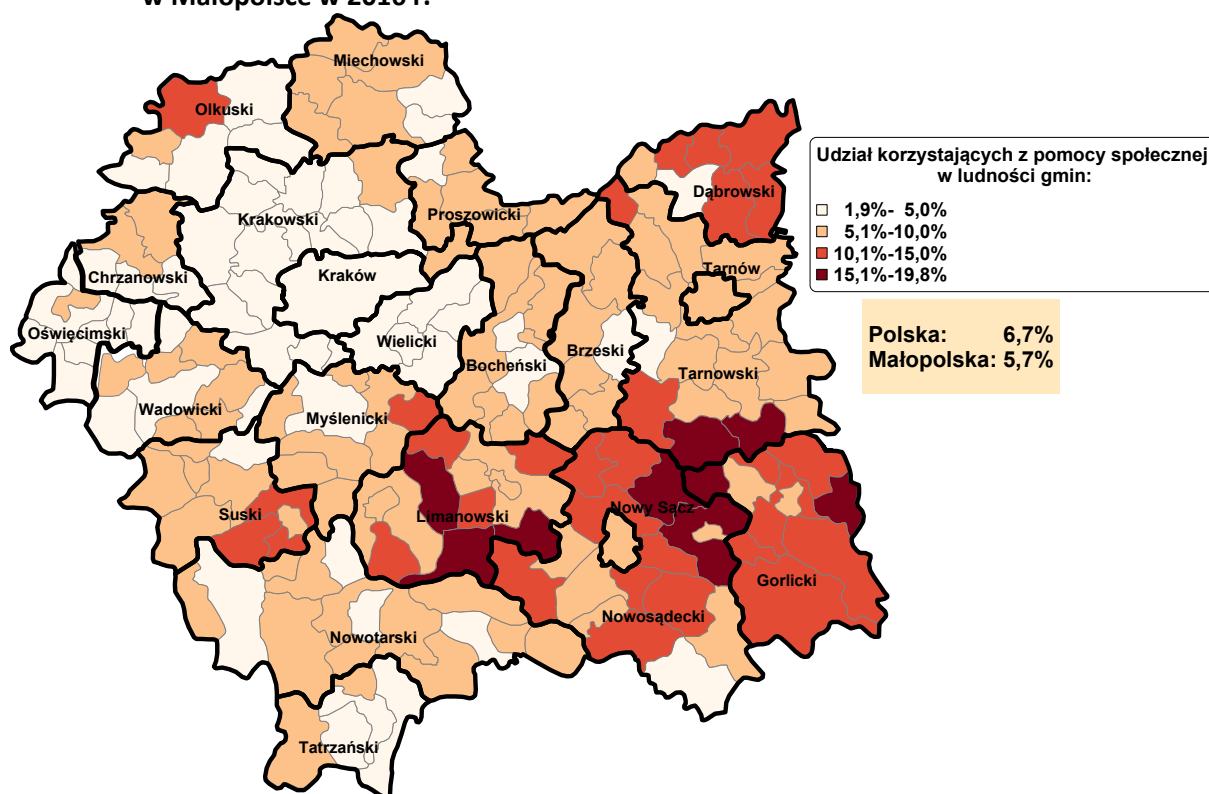 w Małopolsce w 2016 r.
Miechowski
Olkuski
Udział korzystających z pomocy społecznej
w ludności gmin:
1,9%- 5,0%
5,1%-10,0%
10,1%-15,0%
15,1%-19,8%
Dąbrowski
Krakowski
Proszowicki
Chrzanowski
Kraków
Tarnów
Oświęcimski
Wielicki
Bocheński
Brzeski
Polska: 6,7%
Małopolska: 5,7%
Tarnowski
Wadowicki
Myślenicki
Suski
Limanowski
Nowy Sącz
Gorlicki
Nowosądecki
Nowotarski
Tatrzański